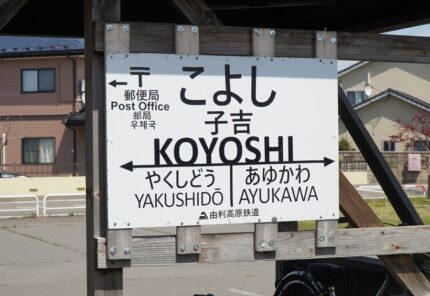 ←〒
郵便局
Post Office
邮局
우체국
こよし
子吉
KOYOSHI
やくしどう
YAKUSHIDŌ
あゆかわ
AYUKAWA
由利高原鉄道